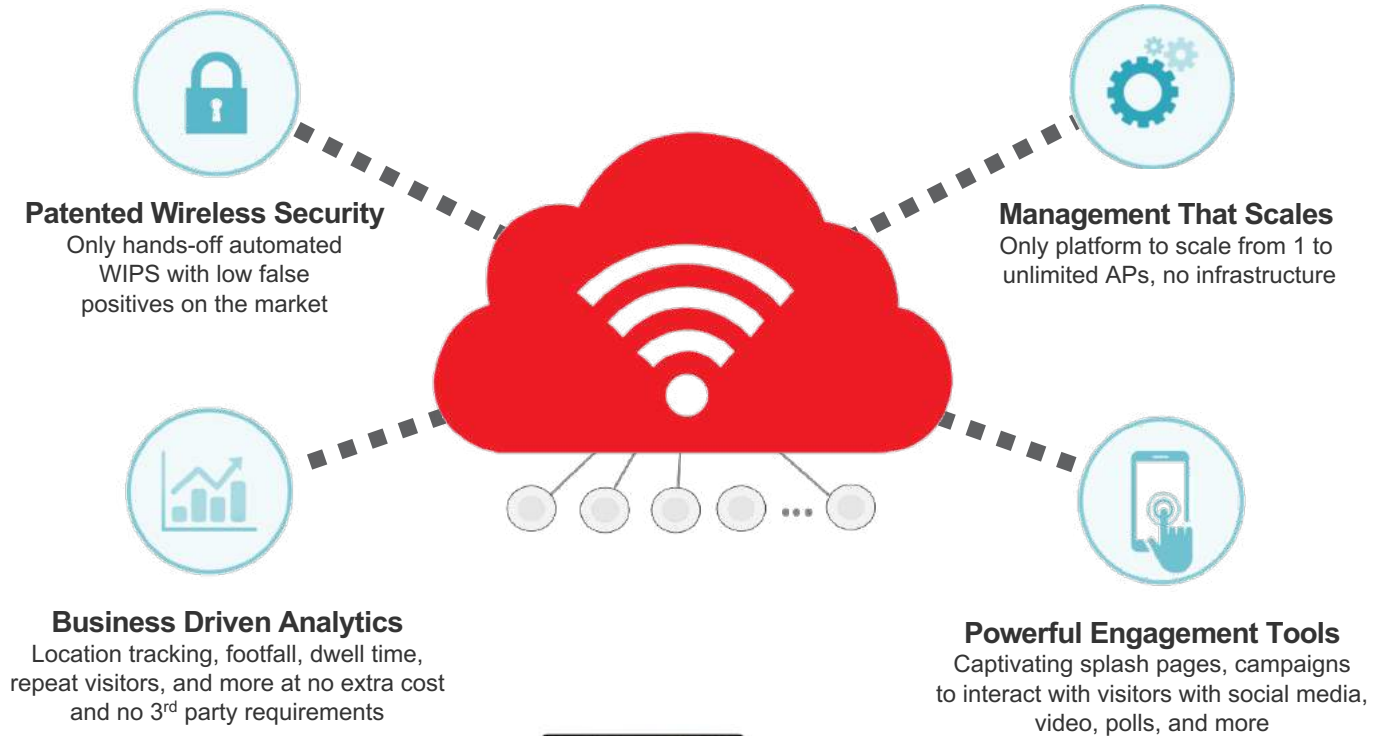 Patented Wireless Security
Only hands-off automated
WIPS with low false
positives on the market
Management That Scales
Only platform to scale from 1 to
unlimited APs, no infrastructure
Business Driven Analytics
Location tracking, footfall, dwell time,
repeat visitors, and more at no extra cost
and no 3rd party requirements
Powerful Engagement Tools
Captivating splash pages, campaigns
to interact with visitors with social media,
video, polls, and more